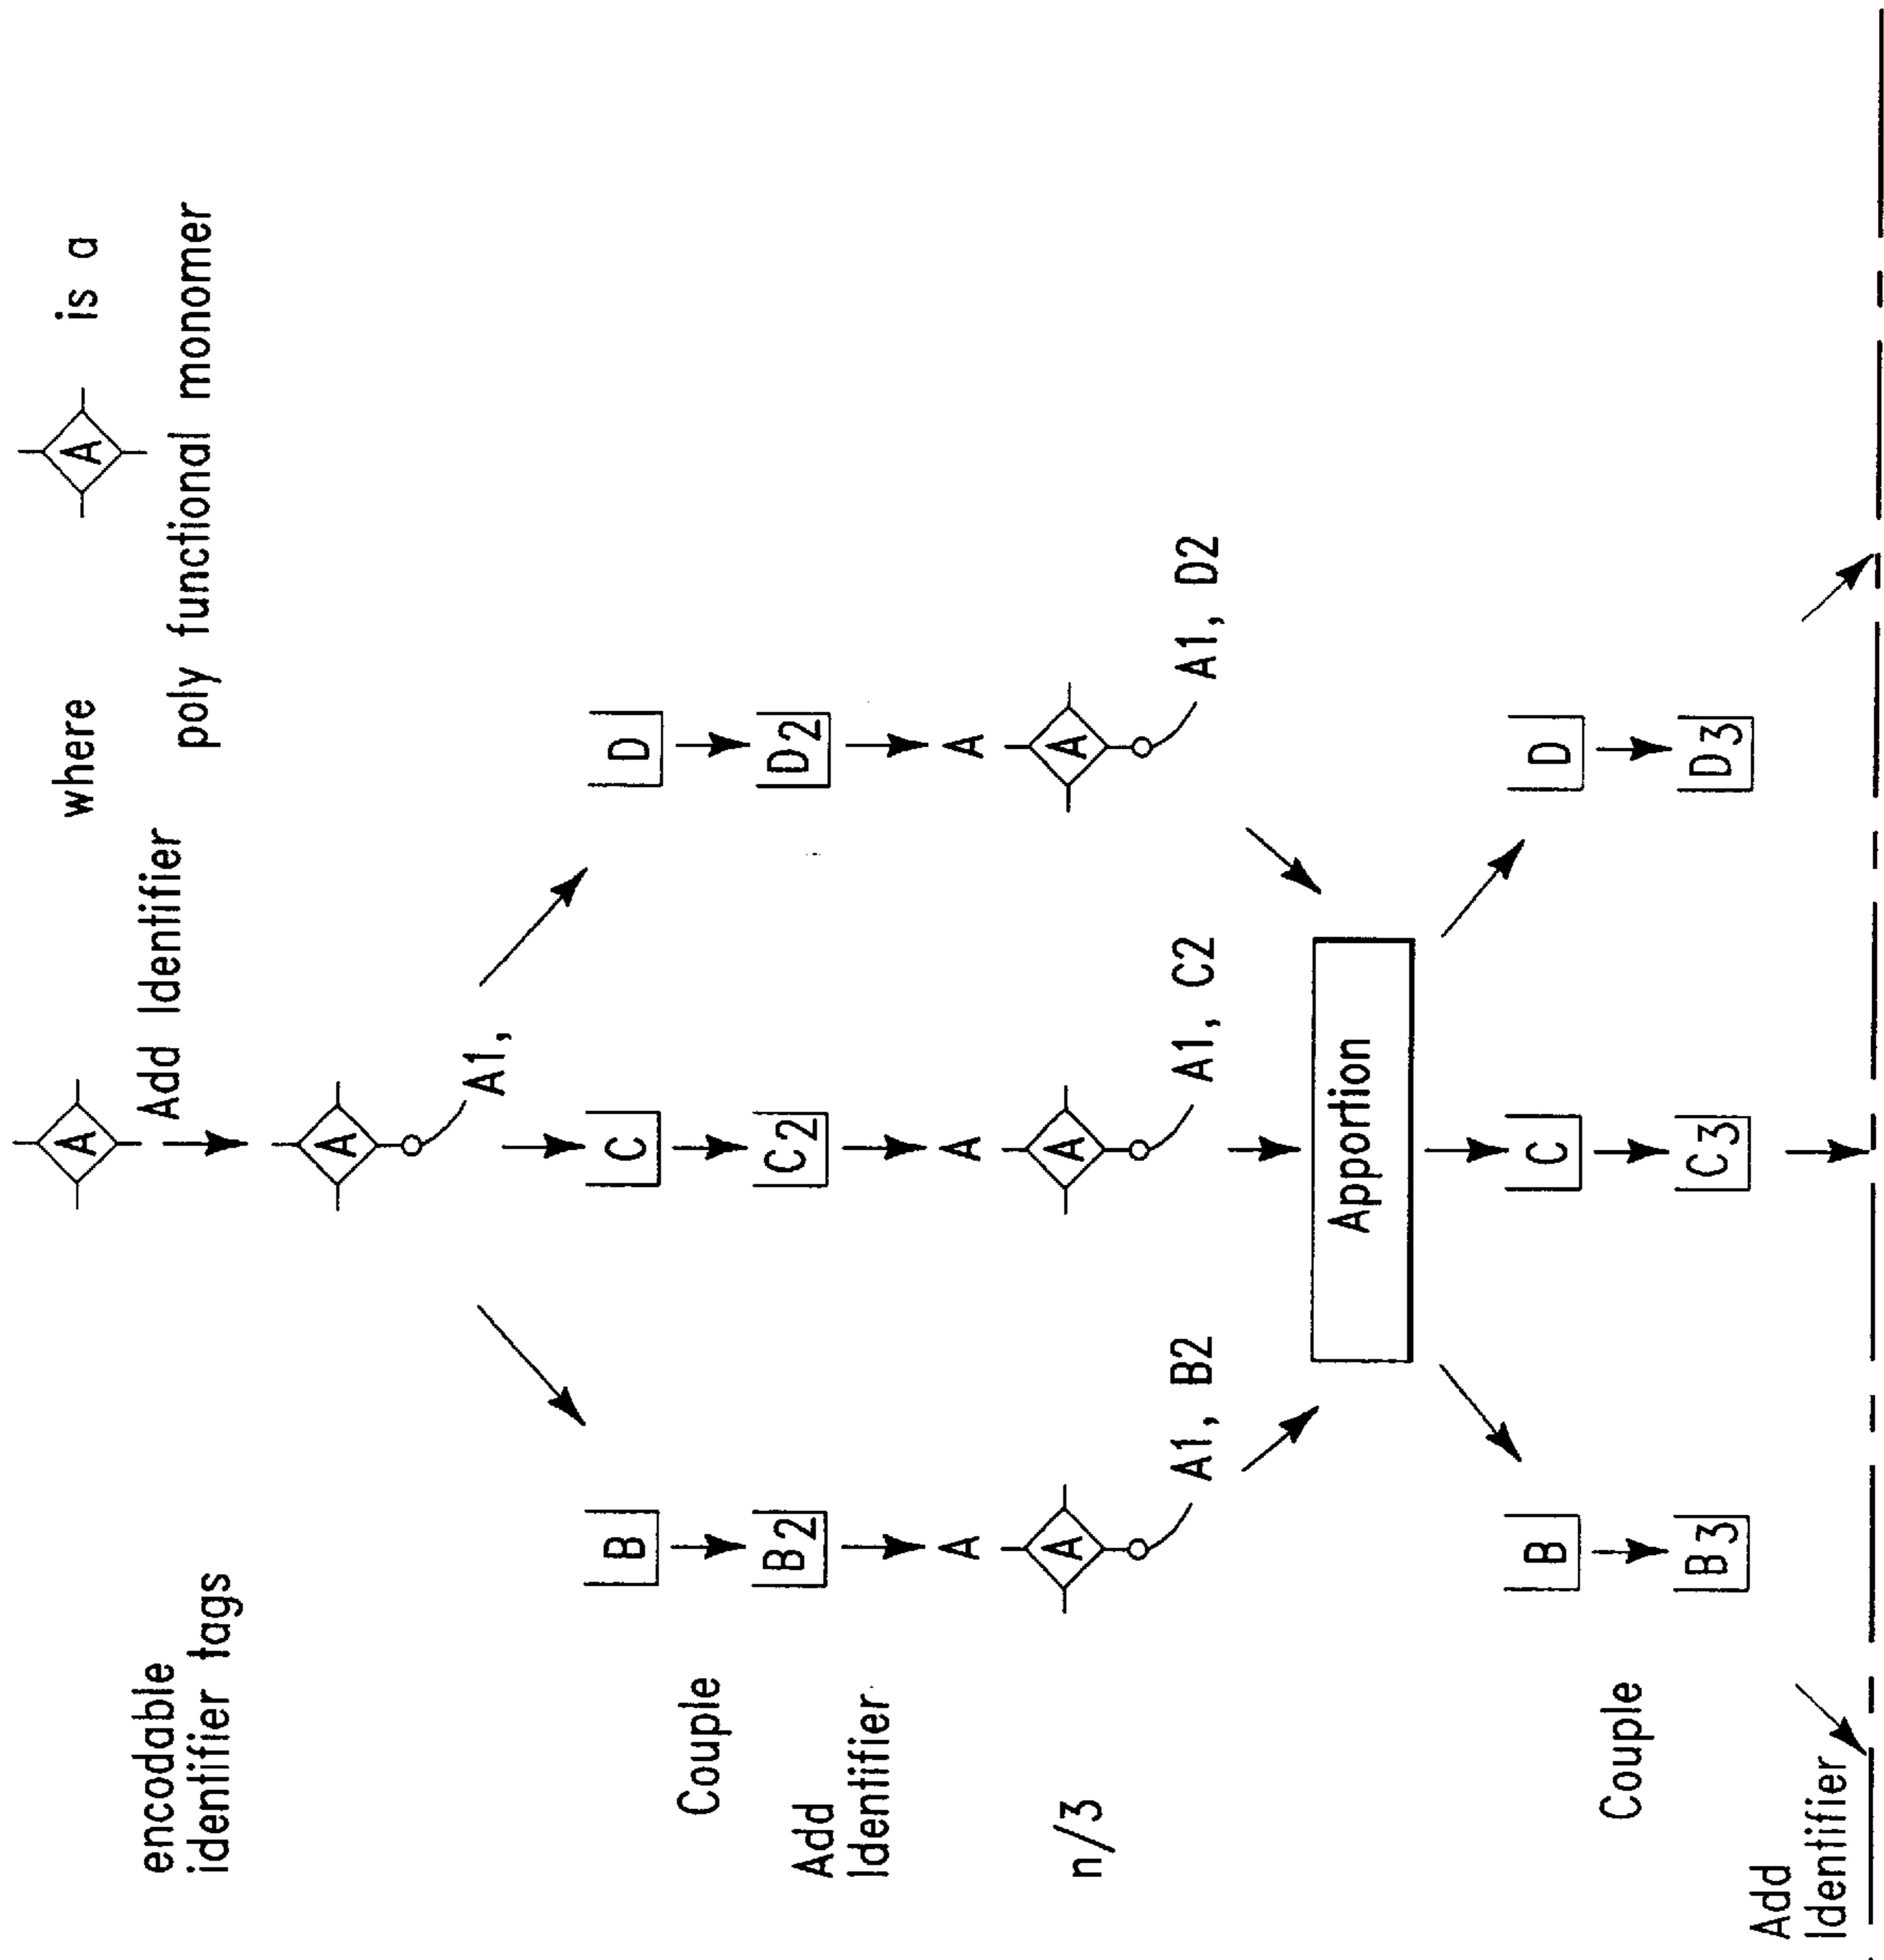 A where A is a
encodable Add Identifier poly functional monomer
identifier tags
A
A1,
Couple B C D
Add
Identifier B2 C2 D2
A A A
n/3 A A A
A1, B2 A1, C2 A1, D2
Apportion
Couple B C D
Add
Identifier B3 C3 D3